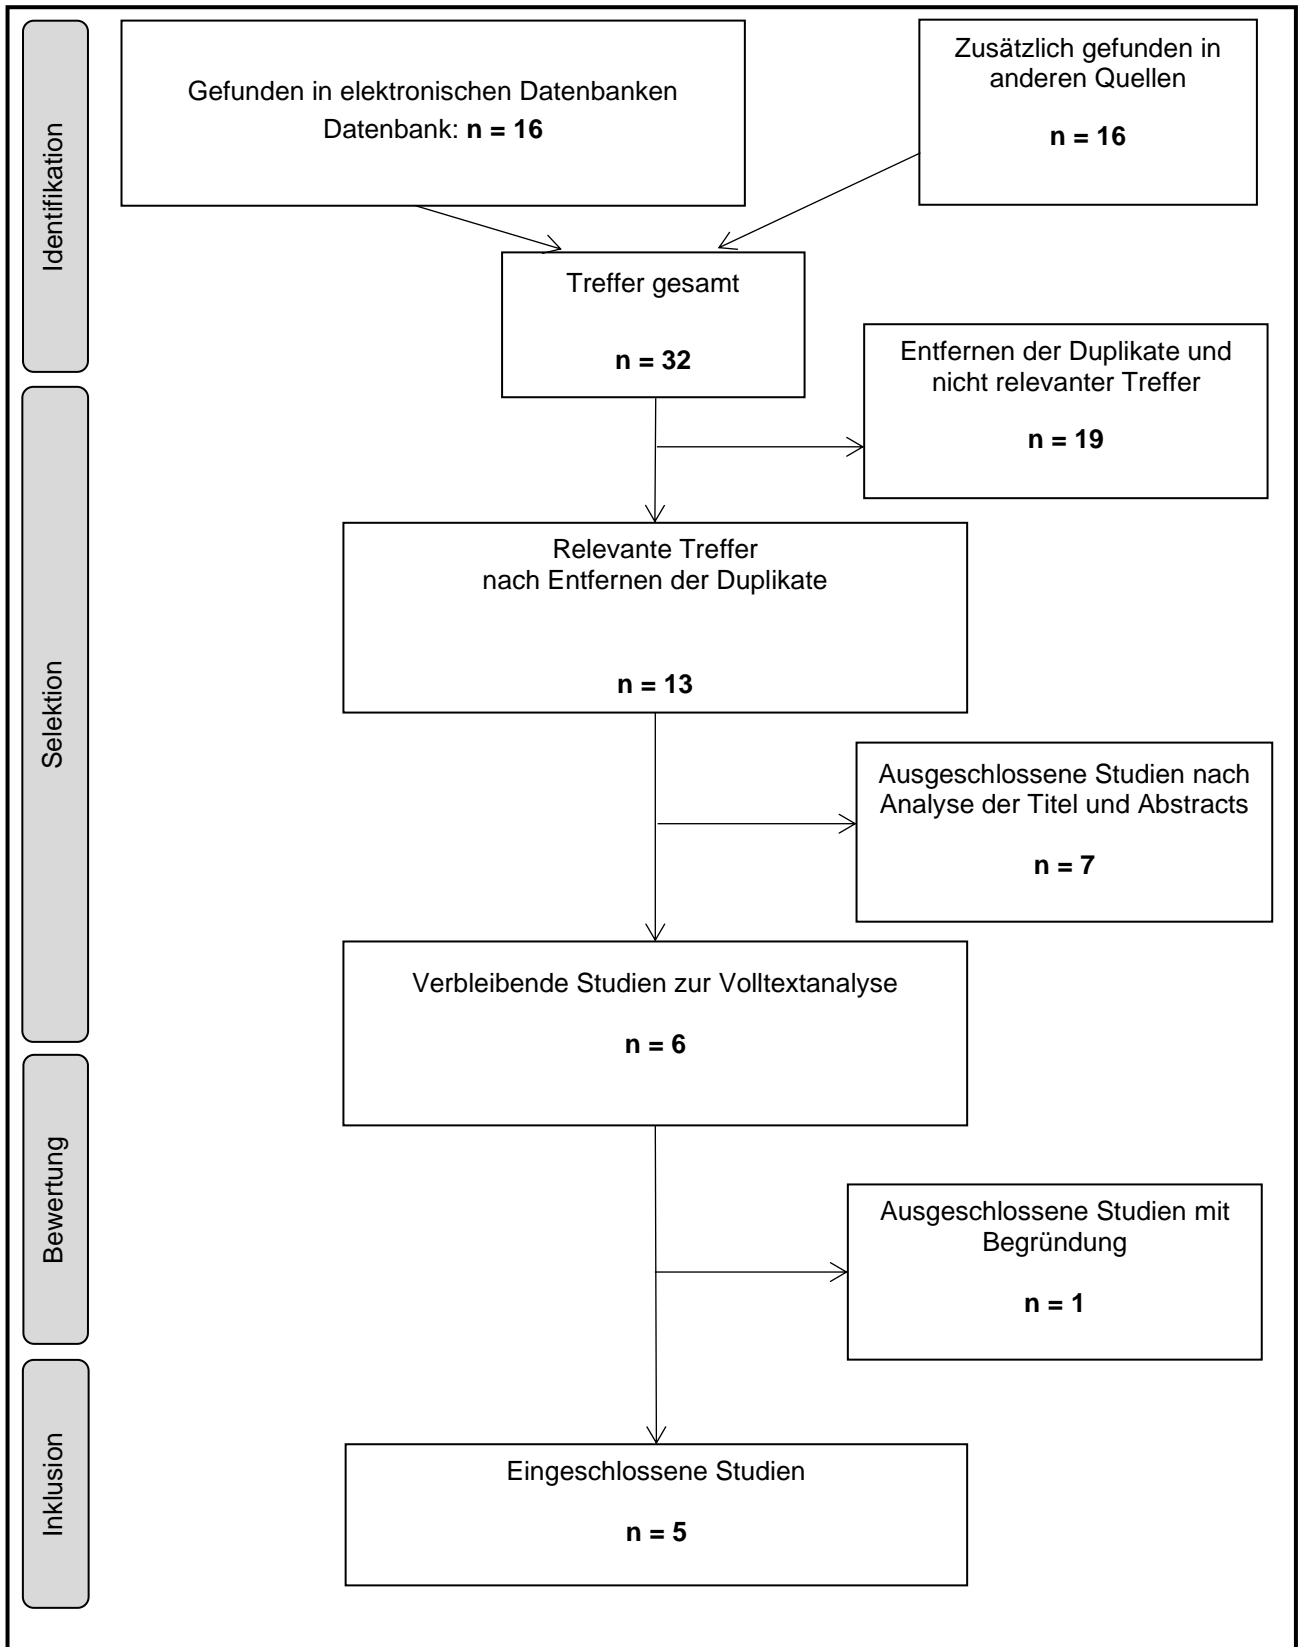 Identifikation
Gefunden in elektronischen Datenbanken
Datenbank: n = 16
Zusätzlich gefunden in
anderen Quellen
n = 16
Treffer gesamt
n = 32
Entfernen der Duplikate und
nicht relevanter Treffer
n = 19
Selektion
Relevante Treffer
nach Entfernen der Duplikate
n = 13
Ausgeschlossene Studien nach
Analyse der Titel und Abstracts
n = 7
Verbleibende Studien zur Volltextanalyse
n = 6
Bewertung
Ausgeschlossene Studien mit
Begründung
n = 1
Inklusion
Eingeschlossene Studien
n = 5